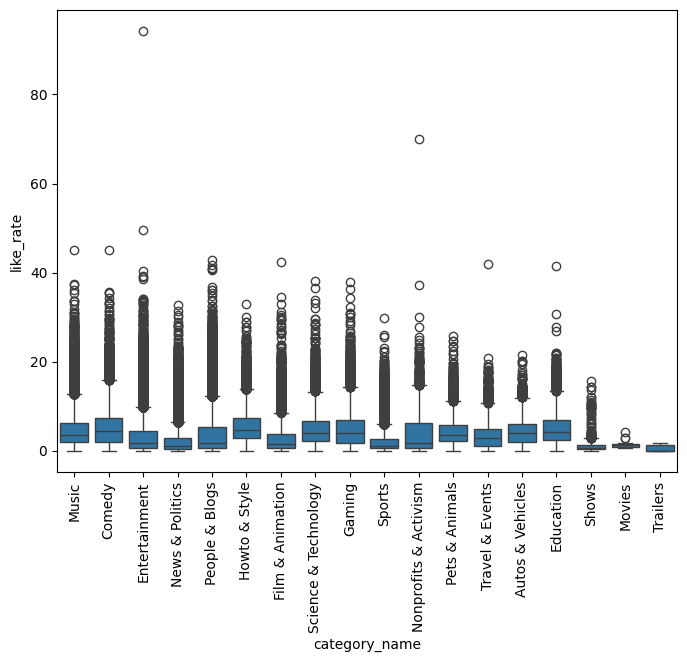 like_rate
80
60
40
20
0
Music
Comedy
Entertainment
News & Politics
People & Blogs
Howto & Style
Film & Animation
Science & Technology
Gaming
Sports
Nonprofits & Activism
Pets & Animals
Travel & Events
Autos & Vehicles
Education
Shows
Movies
Trailers
category_name